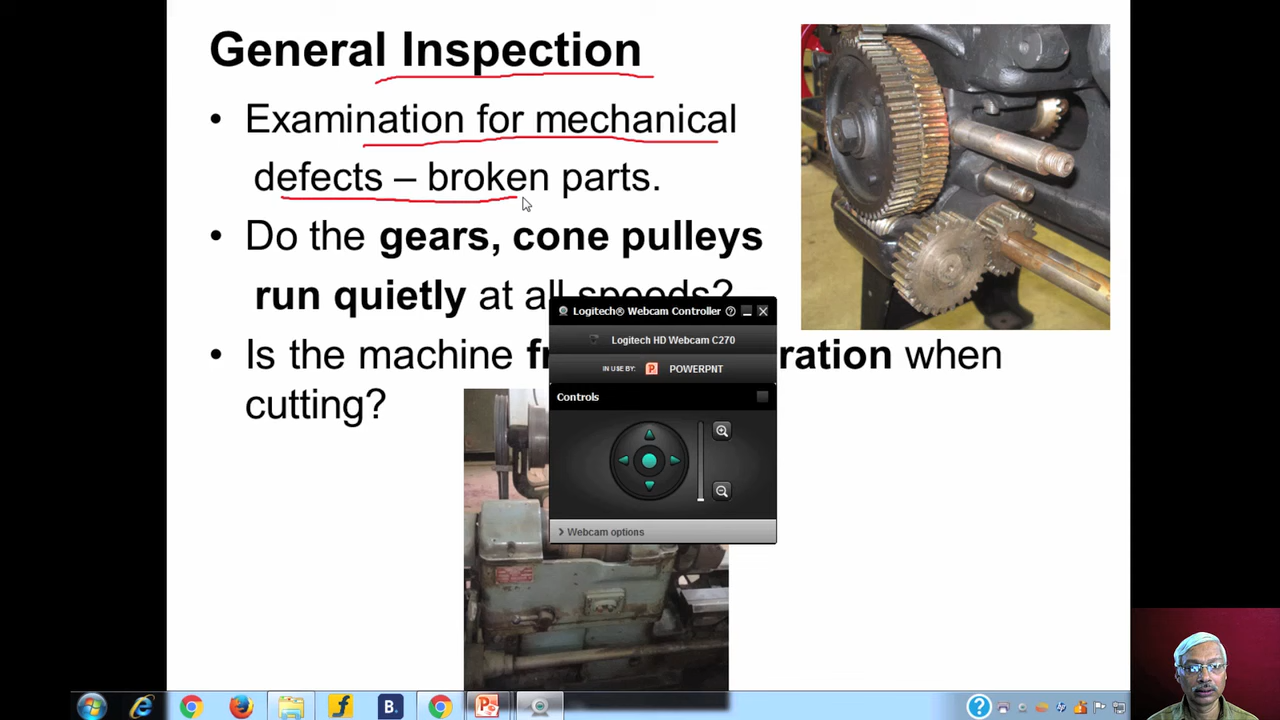 General Inspection
• Examination for mechanical
defects – broken parts.
• Do the gears, cone pulleys
run quietly at all speeds?
Logitech® Webcam Controller
Logitech HD Webcam C270
• Is the machine
ration when
IN USE BY: POWERPNT
Controls
cutting?
Webcam options